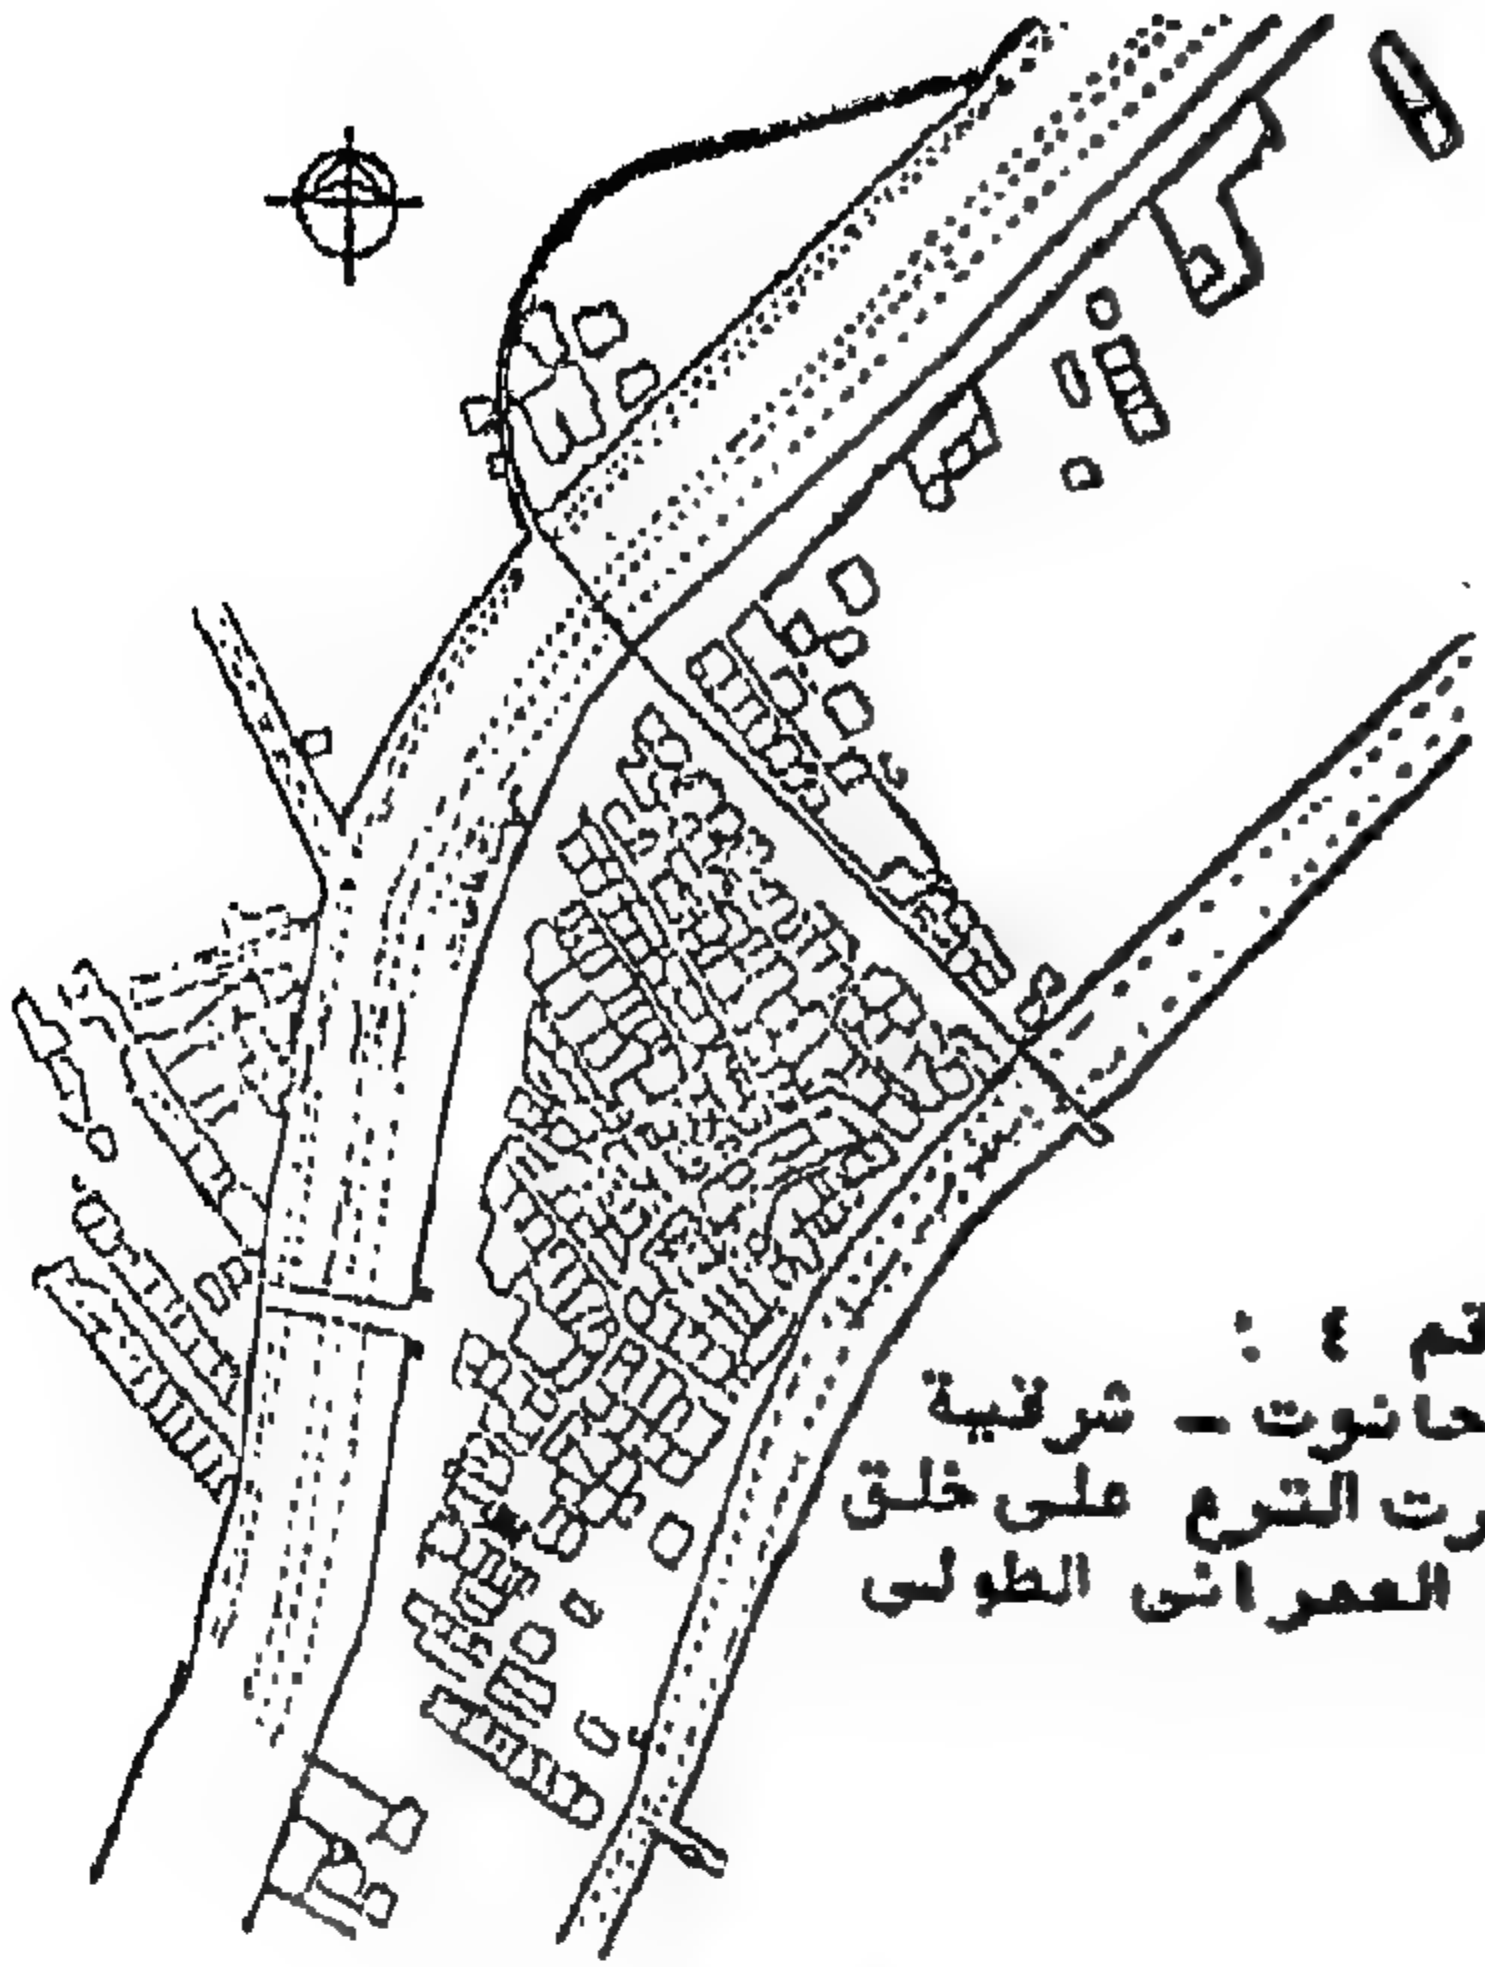 قم ٤ :
حانوت - شرقية
رت الترع على خلق
العمرانى الطولى